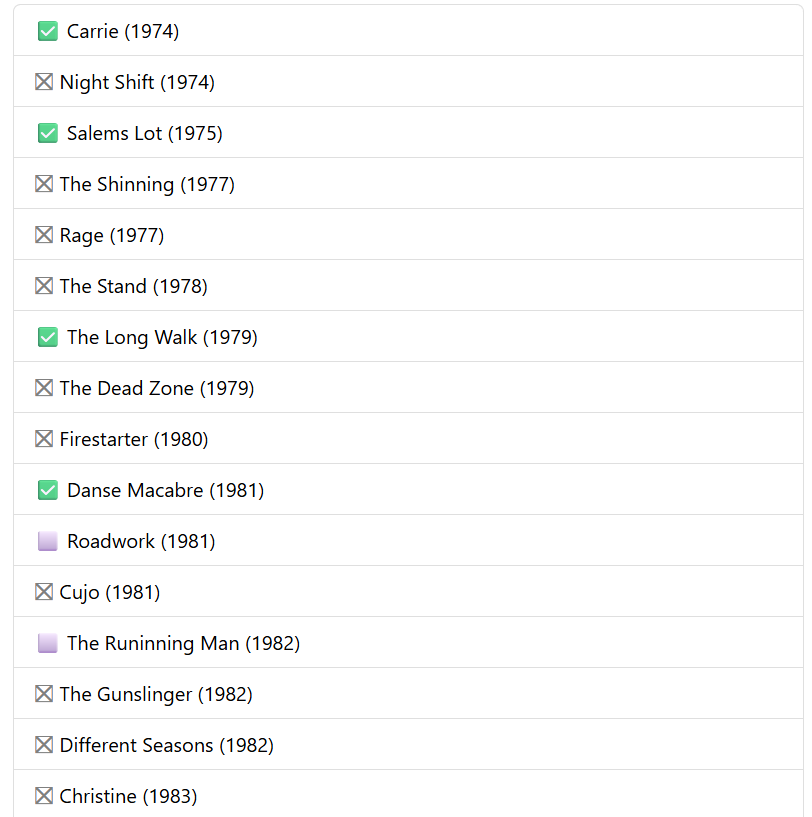 ✅ Carrie (1974)
☒ Night Shift (1974)
✅ Salems Lot (1975)
☒ The Shinning (1977)
☒ Rage (1977)
☒ The Stand (1978)
✅ The Long Walk (1979)
☒ The Dead Zone (1979)
☒ Firestarter (1980)
✅ Danse Macabre (1981)
Roadwork (1981)
☒ Cujo (1981)
The Runinning Man (1982)
☒ The Gunslinger (1982)
☒ Different Seasons (1982)
☒ Christine (1983)